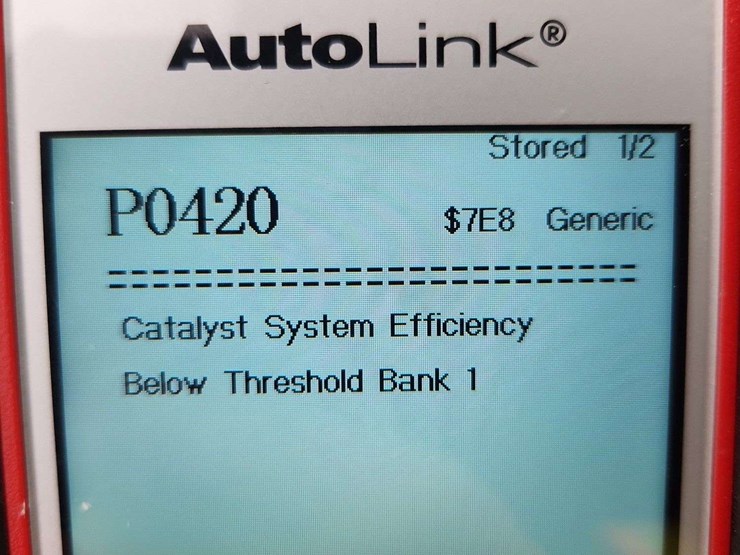 AutoLink®
Stored 1/2
P0420 $7E8 Generic
==============================
Catalyst System Efficiency
Below Threshold Bank 1